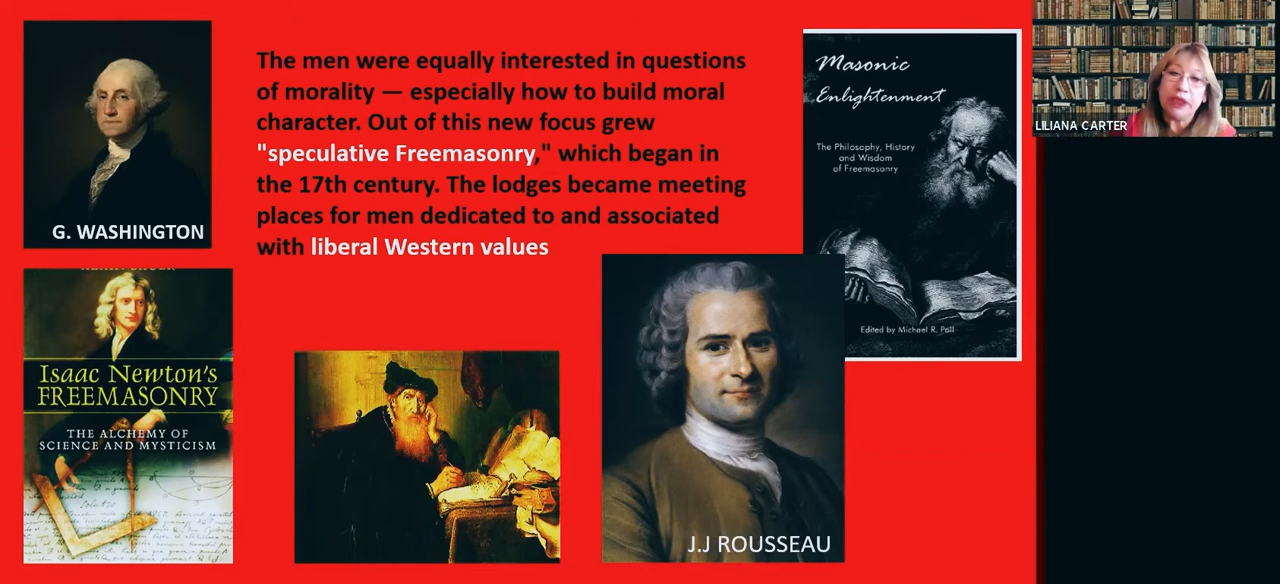 The men were equally interested in questions
of morality — especially how to build moral
character. Out of this new focus grew
"speculative Freemasonry," which began in
the 17th century. The lodges became meeting
places for men dedicated to and associated
with liberal Western values
G. WASHINGTON
Isaac Newton's
FREEMASONRY
THE ALCHEMY OF
SCIENCE AND MYSTICISM
J.J ROUSSEAU
Masonic
Enlightenment
The Philosophy, History
and Wisdom
of Freemasonry
Edited by Michael R. Poll
LILIANA CARTER